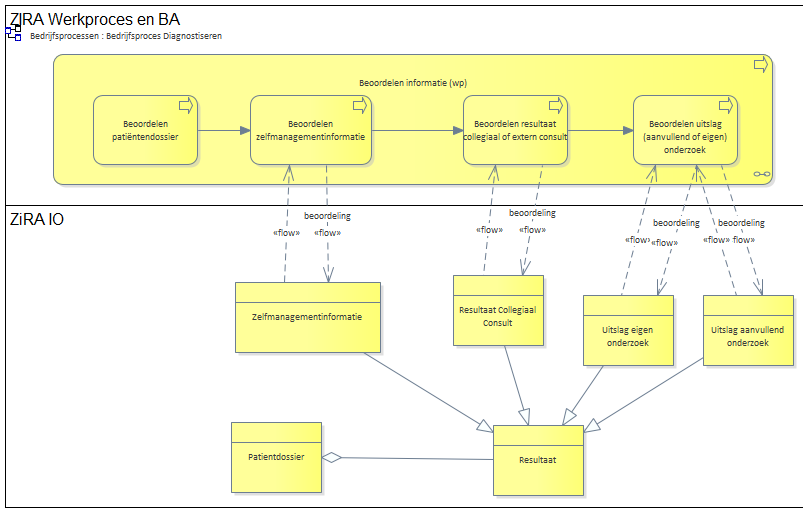 ZIRA Werkproces en BA
Bedrijfsprocessen : Bedrijfsproces Diagnostiseren
Beoordelen informatie (wp)
Beoordelen
patiëntendossier
Beoordelen
zelfmanagementinformatie
Beoordelen resultaat
collegiaal of extern consult
Beoordelen uitslag
(aanvullend of eigen)
onderzoek
ZiRA IO
«flow»
beoordeling
«flow»
«flow»
beoordeling
«flow»
«flow»
beoordeling
«flow»
«flow»
beoordeling
flow»
Zelfmanagementinformatie
Resultaat Collegiaal
Consult
Uitslag eigen
onderzoek
Uitslag aanvullend
onderzoek
Patientdossier
Resultaat